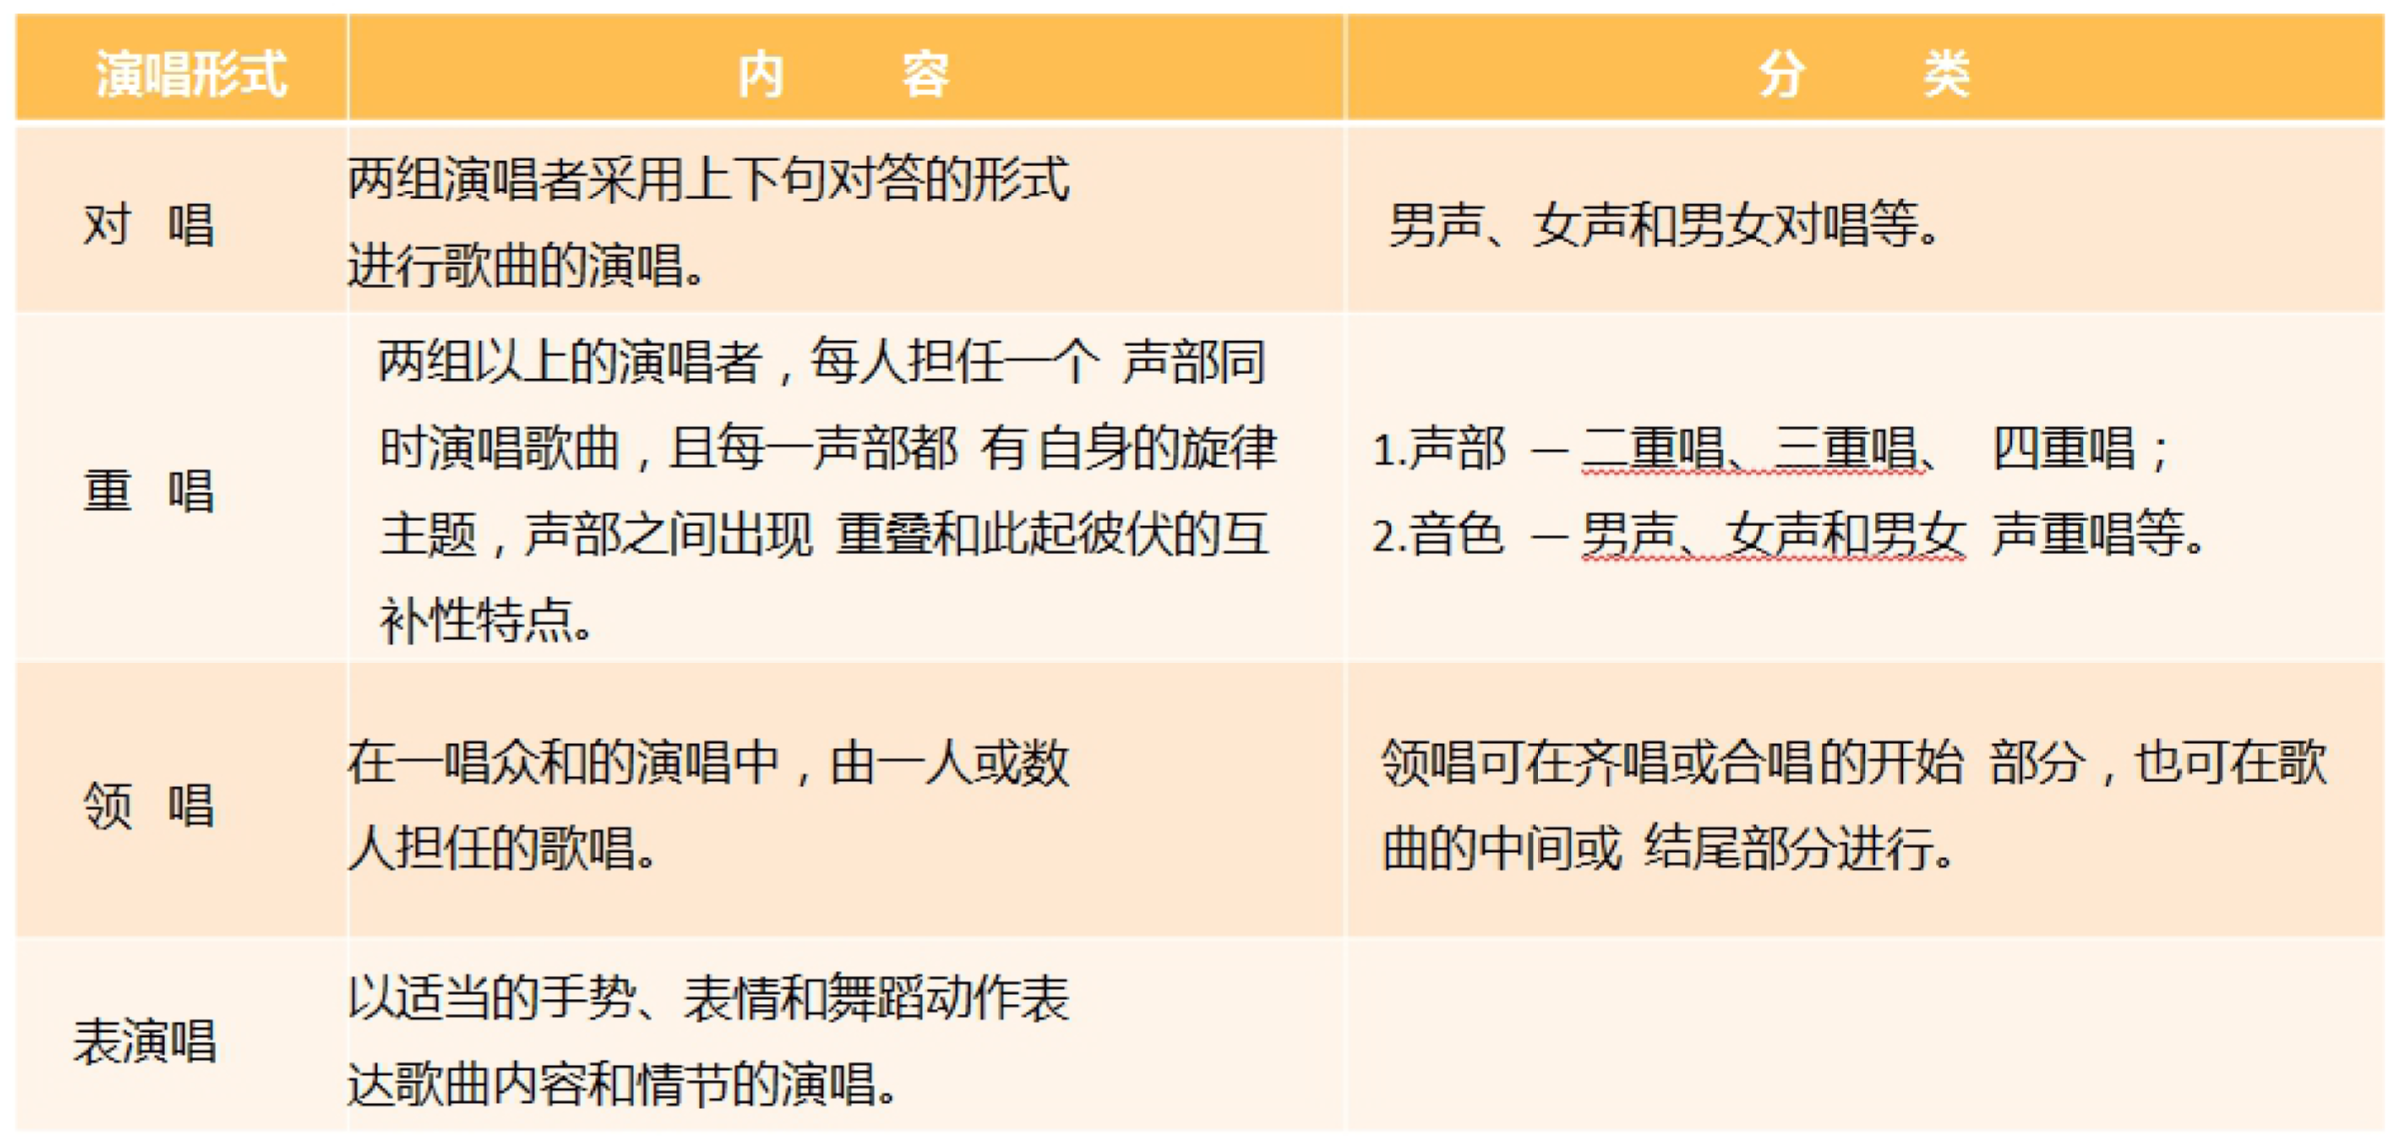 演唱形式
内 容
分 类
对 唱
两组演唱者采用上下句对答的形式
进行歌曲的演唱。
男声、女声和男女对唱等。
重 唱
两组以上的演唱者，每人担任一个 声部同
时演唱歌曲，且每一声部都 有自身的旋律
主题，声部之间出现 重叠和此起彼伏的互
补性特点。
1.声部 — 二重唱、三重唱、 四重唱；
2.音色 — 男声、女声和男女 声重唱等。
领 唱
在一唱众和的演唱中，由一人或数
人担任的歌唱。
领唱可在齐唱或合唱的开始 部分，也可在歌
曲的中间或 结尾部分进行。
表演唱
以适当的手势、表情和舞蹈动作表
达歌曲内容和情节的演唱。